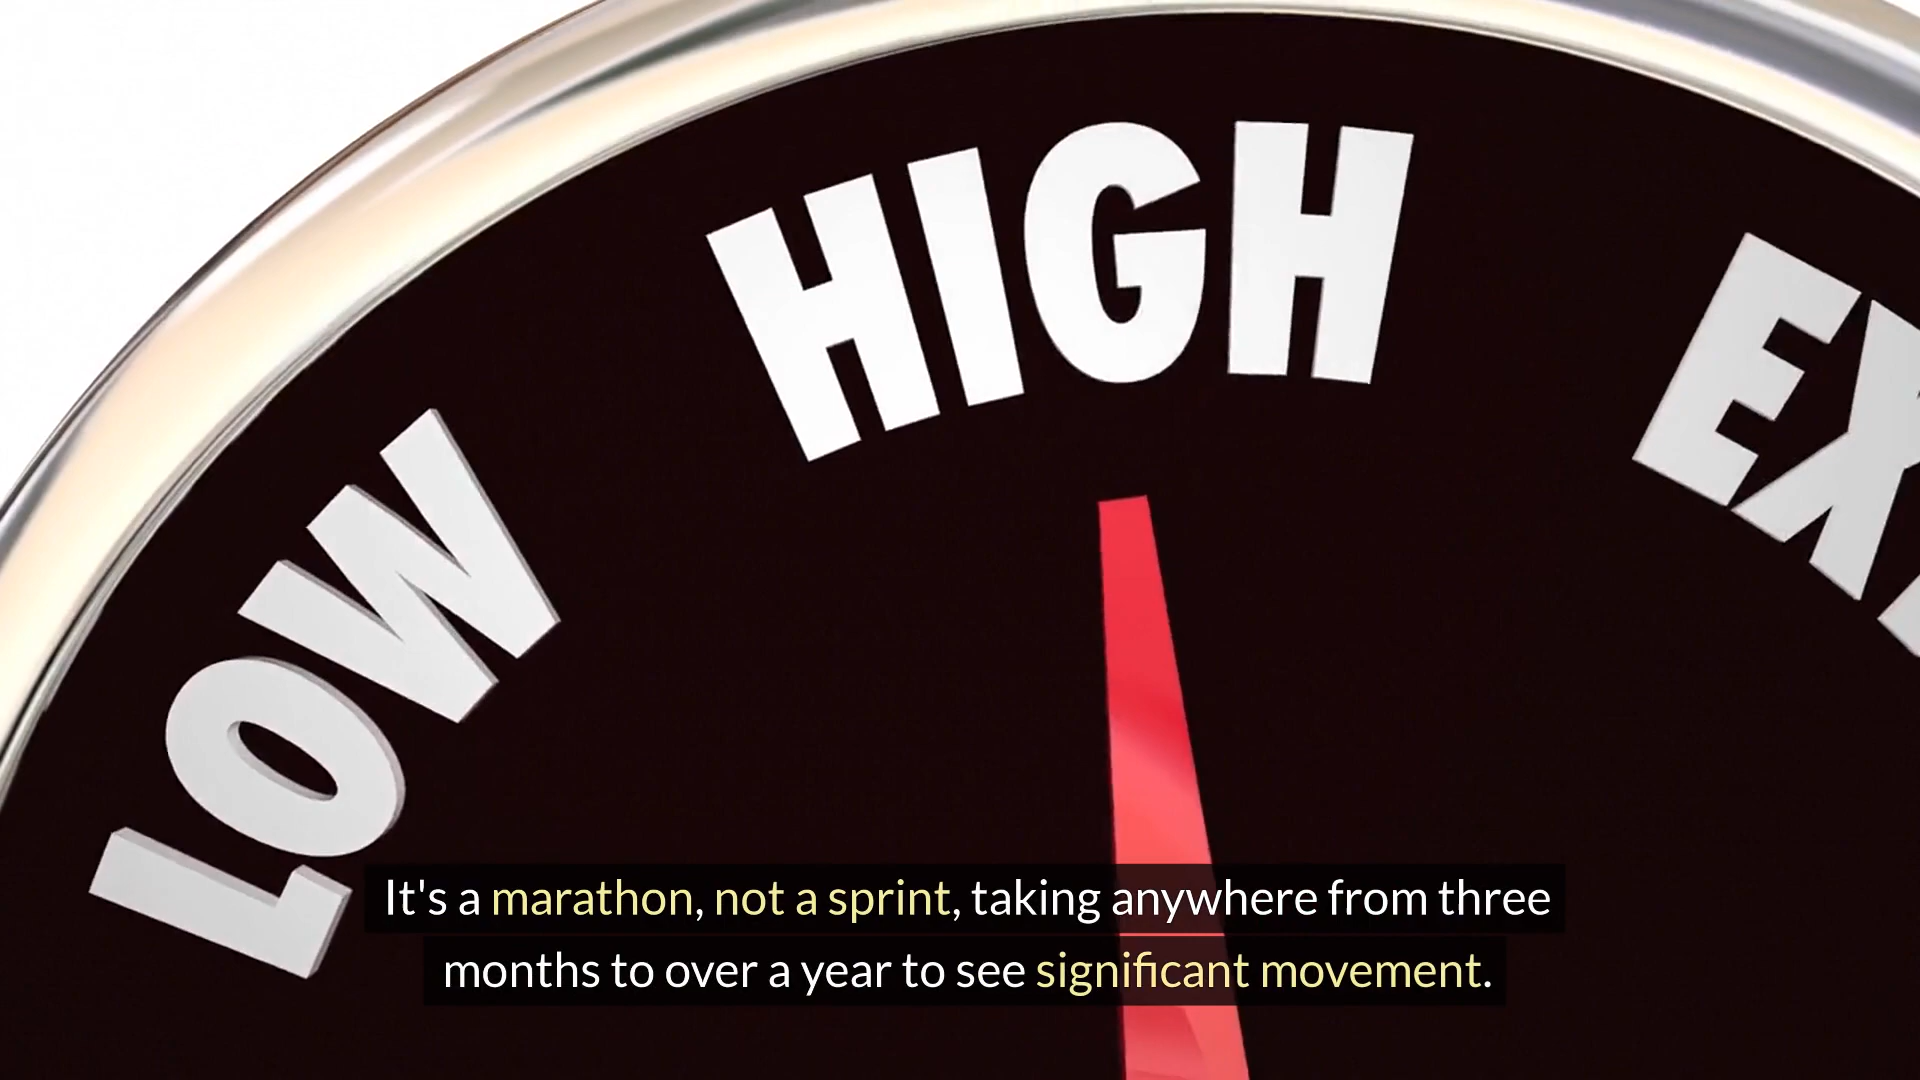 LOW
HIGH
It's a marathon, not a sprint, taking anywhere from three
months to over a year to see significant movement.